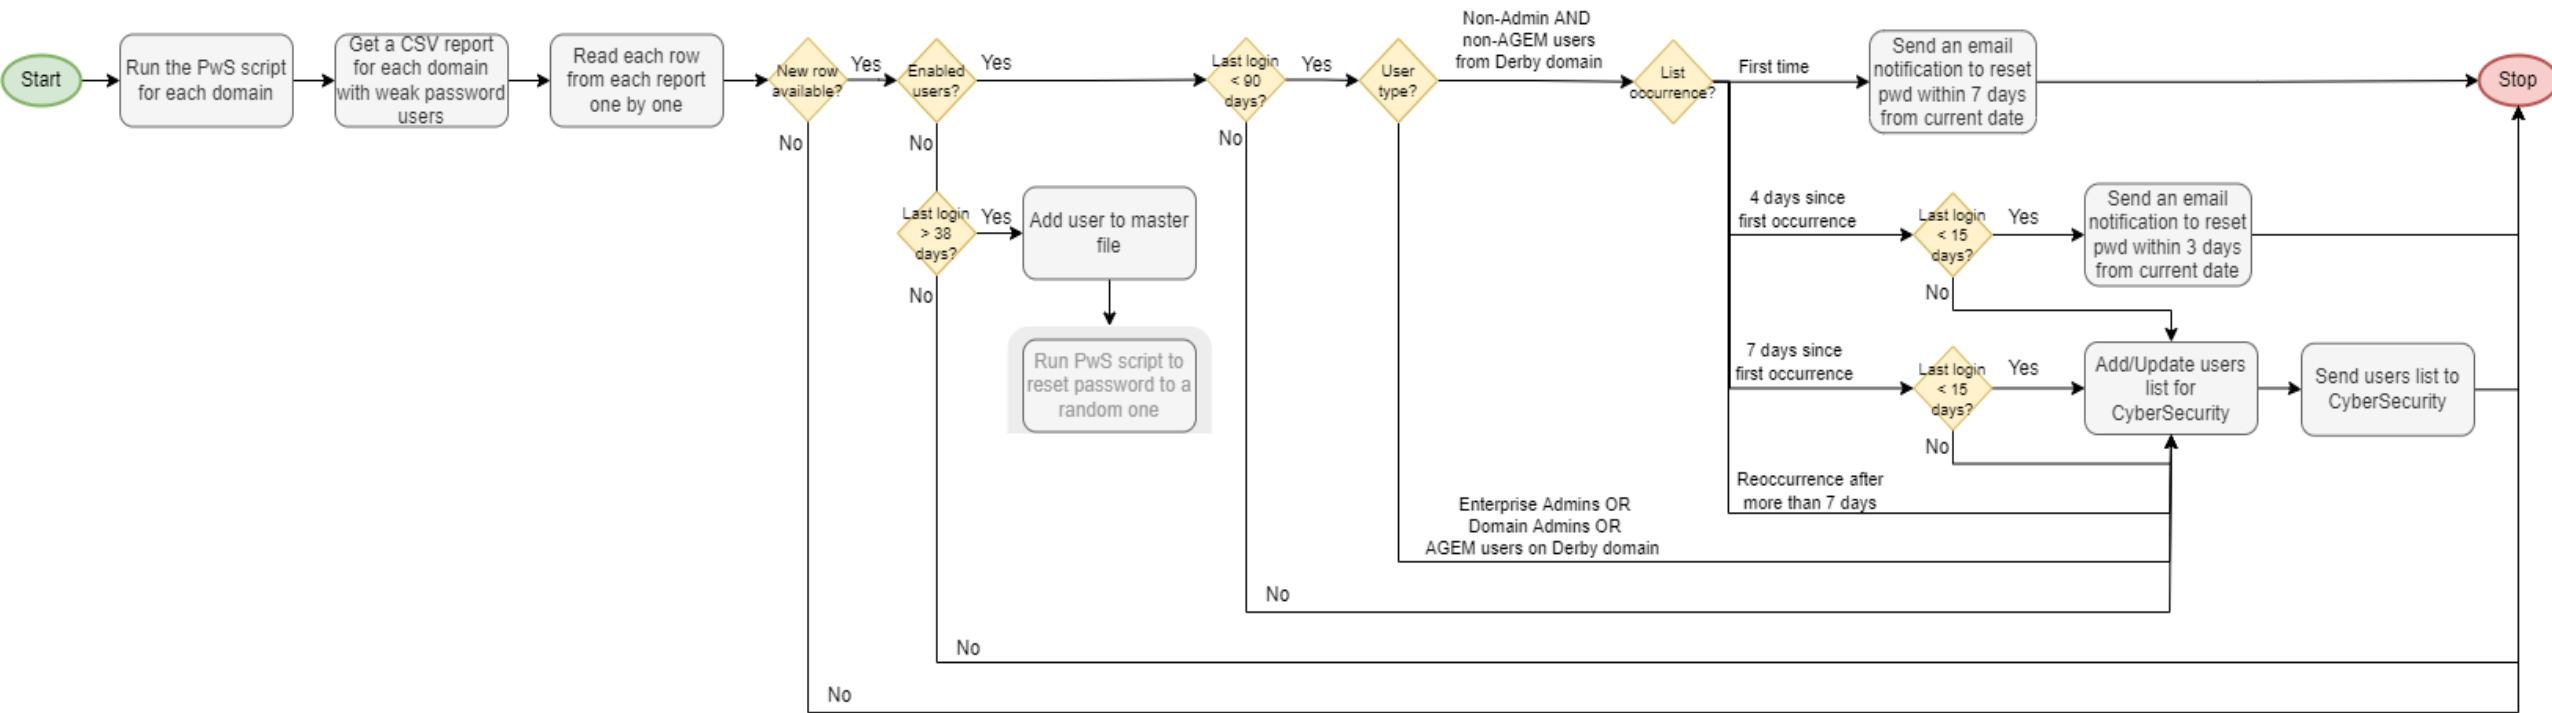 Start
Run the PwS script
for each domain
Get a CSV report
for each domain
with weak password
users
Read each row
from each report
one by one
New row
available?
Yes
No
Enabled
users?
Yes
No
Last login
> 38
days?
Yes
No
Add user to master
file
Run PwS script to
reset password to a
random one
Last login
< 90
days?
Yes
No
User
type?
Non-Admin AND
non-AGEM users
from Derby domain
List
occurrence?
First time
Send an email
notification to reset
pwd within 7 days
from current date
Stop
4 days since
first occurrence
Last login
< 15
days?
Yes
No
Send an email
notification to reset
pwd within 3 days
from current date
7 days since
first occurrence
Last login
< 15
days?
Yes
No
Add/Update users
list for
CyberSecurity
Send users list to
CyberSecurity
Reoccurrence after
more than 7 days
Enterprise Admins OR
Domain Admins OR
AGEM users on Derby domain
No
No
No